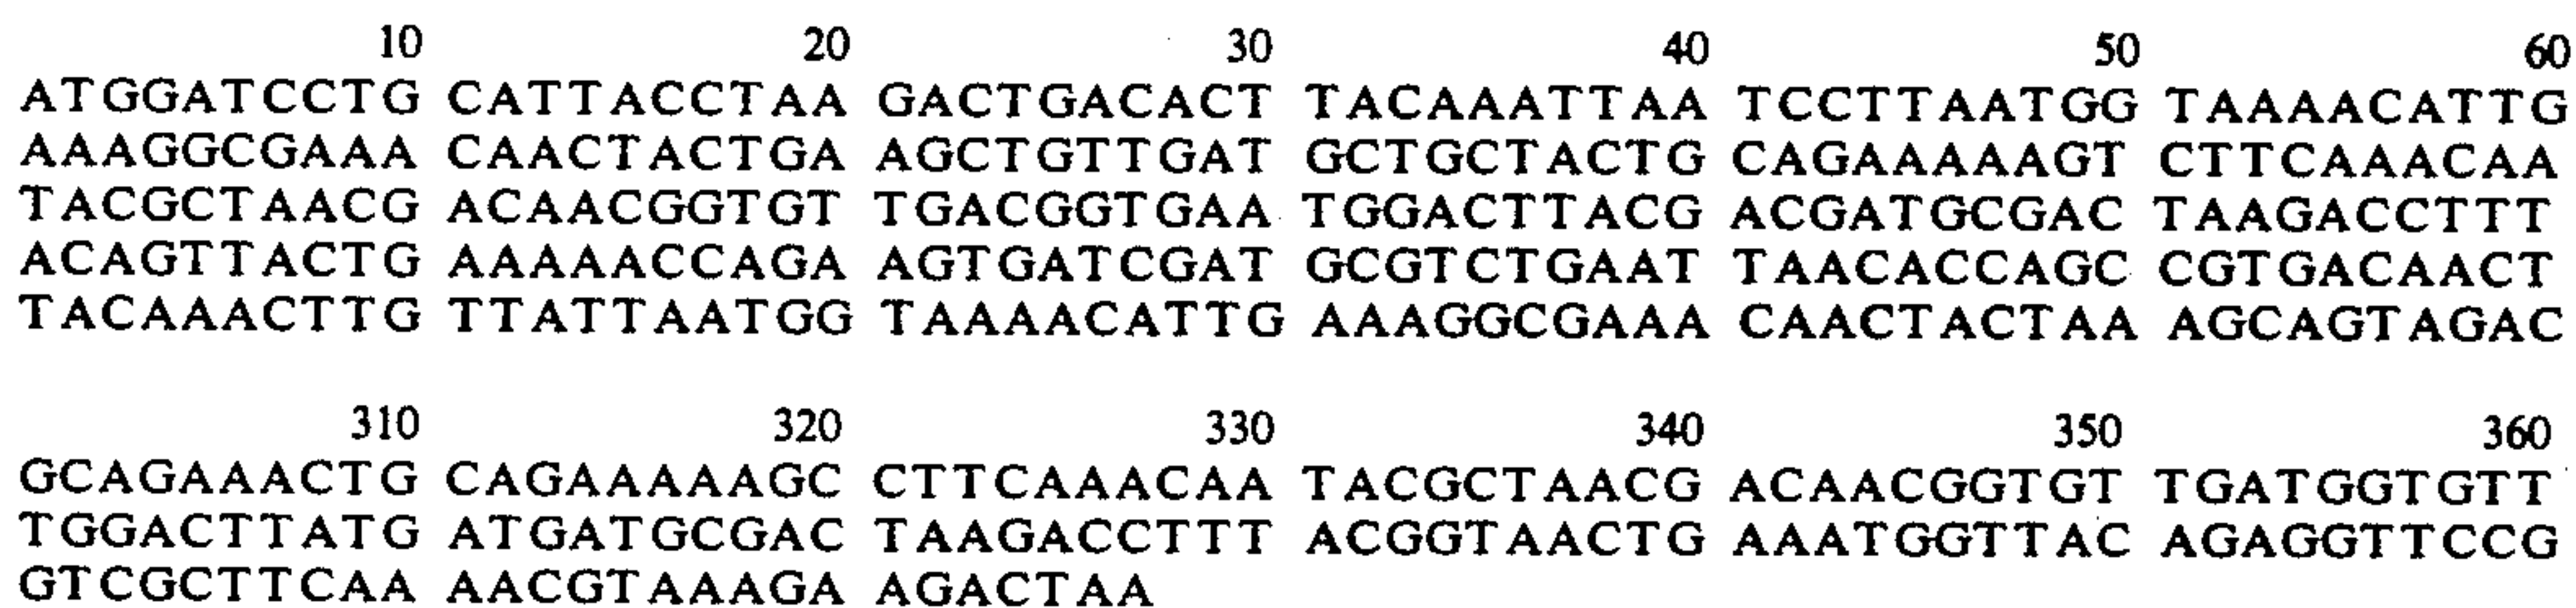 10 20 30 40 50 60
ATGGATCCTG CATTACCTAA GACTGACACT TACAAATTAA TCCTTAATGG TAAAACATTG
AAAGGCGAAA CAACTACTGA AGCTGTTGAT GCTGCTACTG CAGAAAAAGT CTTCAAACAA
TACGCTAACG ACAACGGTGT TGACGGTGAA TGGACTTACG ACGATGCGAC TAAGACCTTT
ACAGTTACTG AAAAACCAGA AGTGATCGAT GCGTCTGAAT TAACACCAGC CGTGACAACT
TACAAACTTG TTATTAATGG TAAAACATTG AAAGGCGAAA CAACTACTAA AGCAGTAGAC
310 320 330 340 350 360
GCAGAAACTG CAGAAAAAGC CTTCAAACAA TACGCTAACG ACAACGGTGT TGATGGTGTT
TGGACTTATG ATGATGCGAC TAAGACCTTT ACGGTAACTG AAATGGTTAC AGAGGTTCCG
GTCGCTTCAA AACGTAAAGA AGACTAA